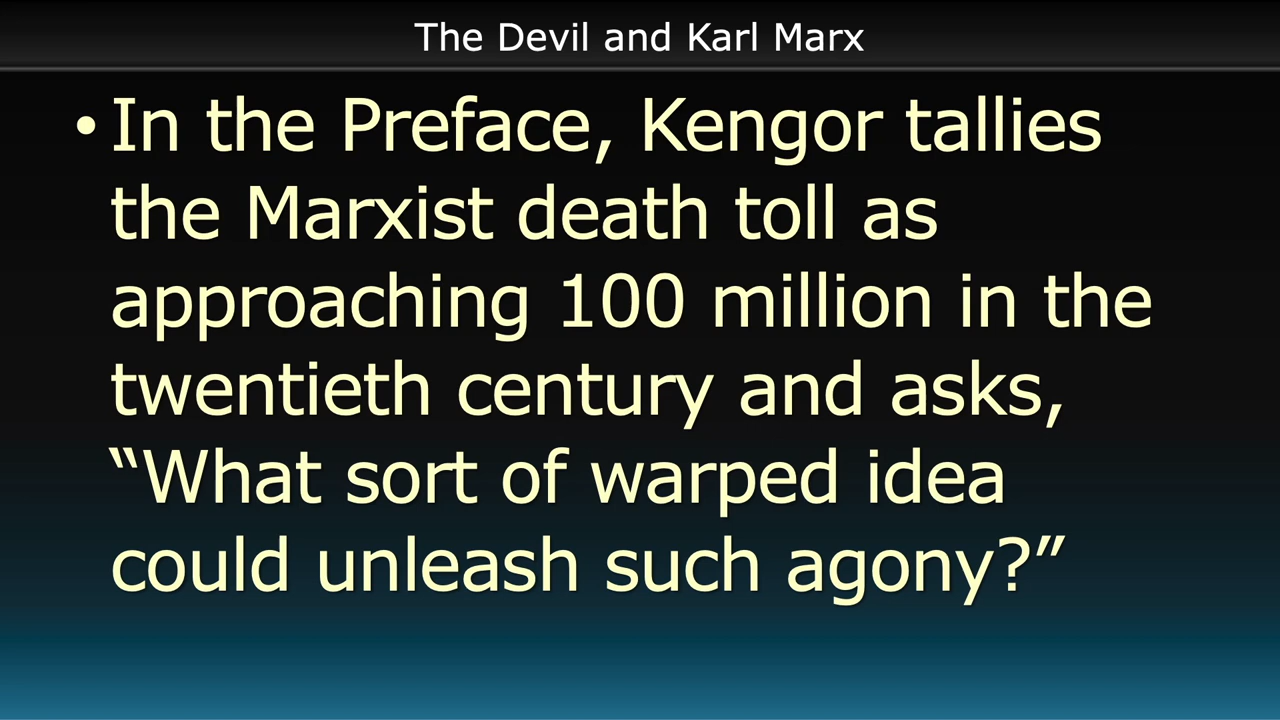 The Devil and Karl Marx
• In the Preface, Kengor tallies
the Marxist death toll as
approaching 100 million in the
twentieth century and asks,
“What sort of warped idea
could unleash such agony?”